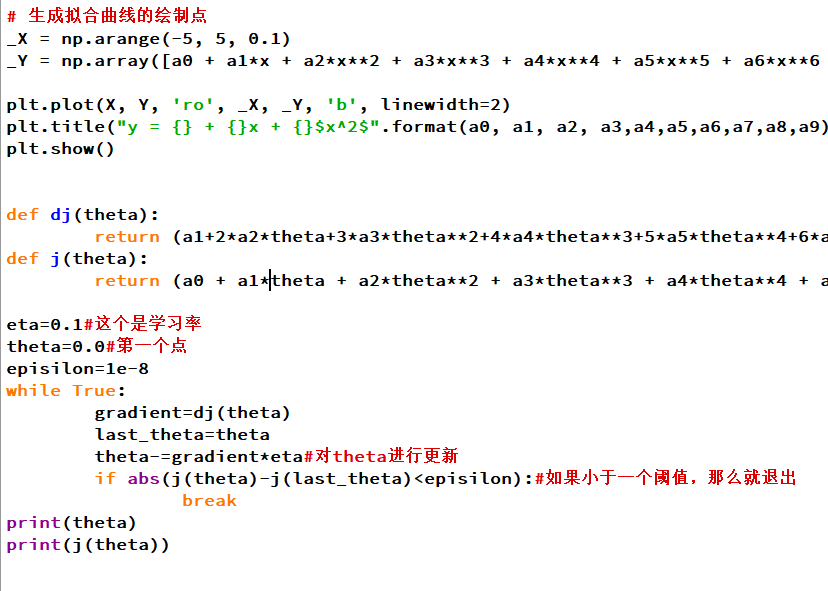 # 生成拟合曲线的绘制点
_X = np.arange(-5, 5, 0.1)
_Y = np.array([a0 + a1*x + a2*x**2 + a3*x**3 + a4*x**4 + a5*x**5 + a6*x**6
plt.plot(X, Y, 'ro', _X, _Y, 'b', linewidth=2)
plt.title("y = {} + {}x + {}$x^2$".format(a0, a1, a2, a3,a4,a5,a6,a7,a8,a9)
plt.show()
def dj(theta):
return (a1+2*a2*theta+3*a3*theta**2+4*a4*theta**3+5*a5*theta**4+6*a
def j(theta):
return (a0 + a1*theta + a2*theta**2 + a3*theta**3 + a4*theta**4 + a
eta=0.1#这个是学习率
theta=0.0#第一个点
episilon=1e-8
while True:
gradient=dj(theta)
last_theta=theta
theta-=gradient*eta#对theta进行更新
if abs(j(theta)-j(last_theta)<episilon):#如果小于一个阈值，那么就退出
break
print(theta)
print(j(theta))